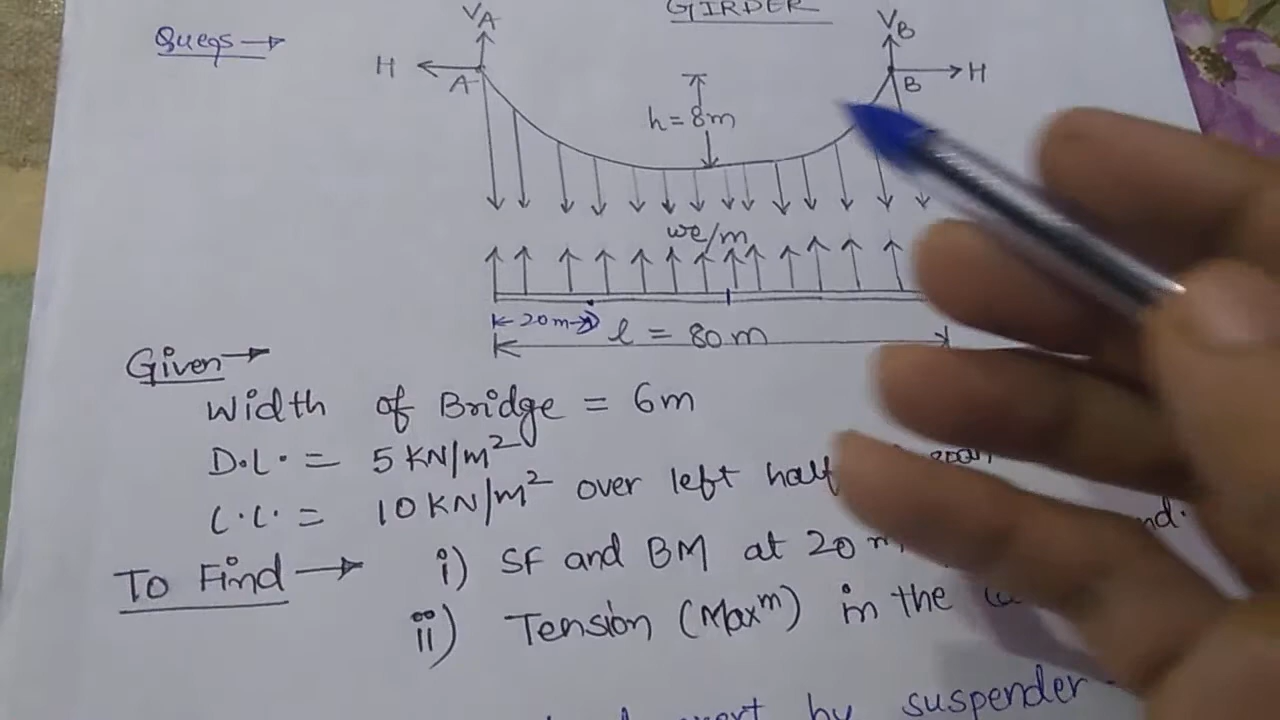 GIRDER
Ques →
VA
VB
H
A
B
H
h = 8m
we/m
20m
l = 80m
Given →
Width of Bridge = 6m
D.L. = 5 KN/m²
L.L. = 10 KN/m² over left half
To Find → i) SF and BM at 20 m
ii) Tension (Maxᵐ) in the
by suspender